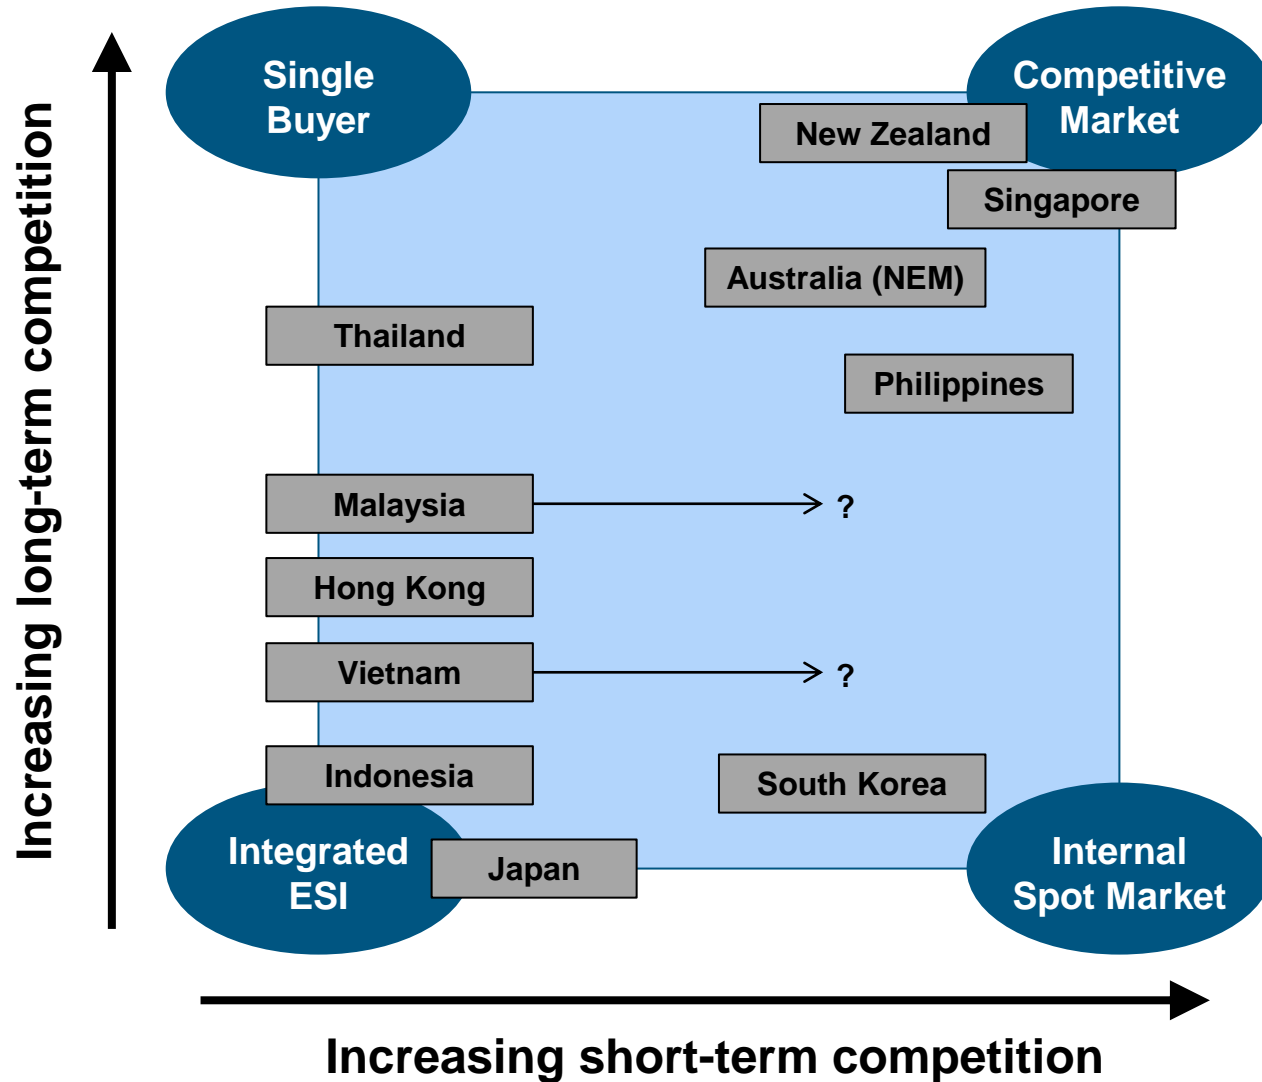 Increasing long-term competition
Single
Buyer
Competitive
Market
New Zealand
Singapore
Australia (NEM)
Thailand
Philippines
Malaysia
?
Hong Kong
Vietnam
?
Indonesia
South Korea
Integrated
ESI
Japan
Internal
Spot Market
Increasing short-term competition